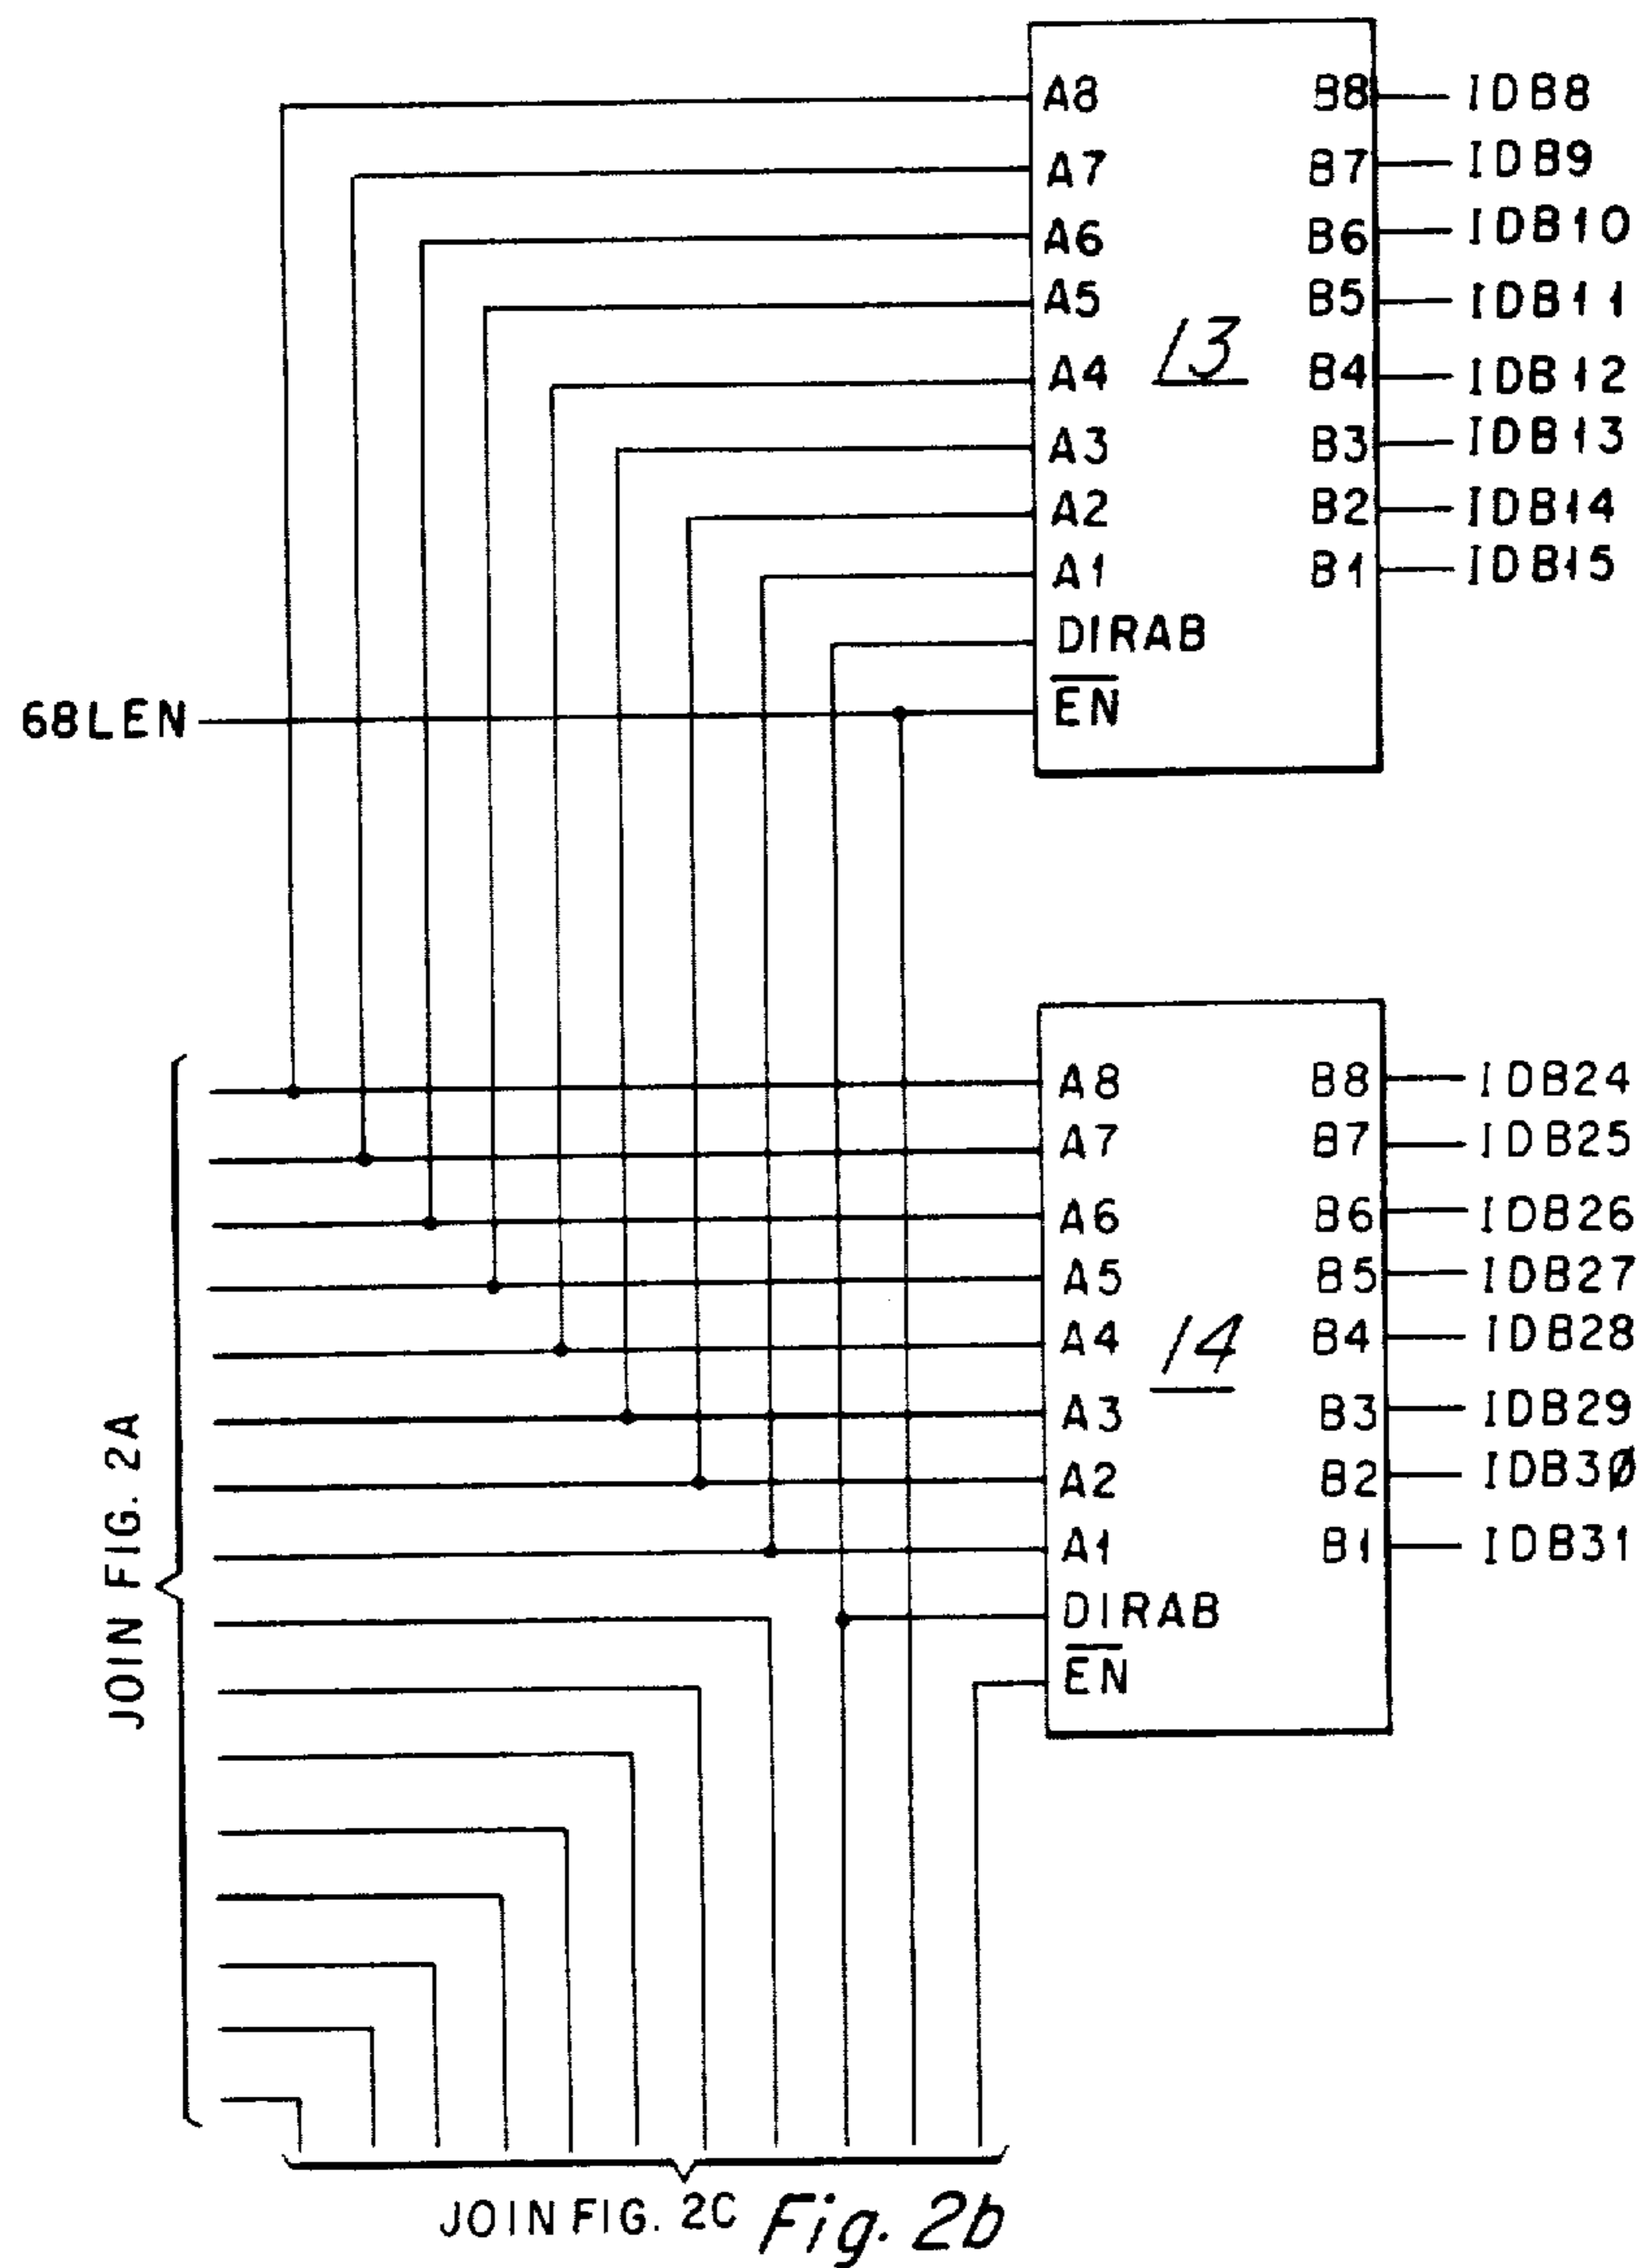 A8 B8 IDB8
A7 B7 IDB9
A6 B6 IDB10
A5 B5 IDB11
13
A4 B4 IDB12
A3 B3 IDB13
A2 B2 IDB14
A1 B1 IDB15
DIRAB
68LEN EN
A8 B8 IDB24
A7 B7 IDB25
A6 B6 IDB26
A5 B5 IDB27
A4 14 B4 IDB28
A3 B3 IDB29
A2 B2 IDB3Ø
A1 B1 IDB31
DIRAB
EN
JOIN FIG. 2A
JOIN FIG. 2C
Fig. 2b